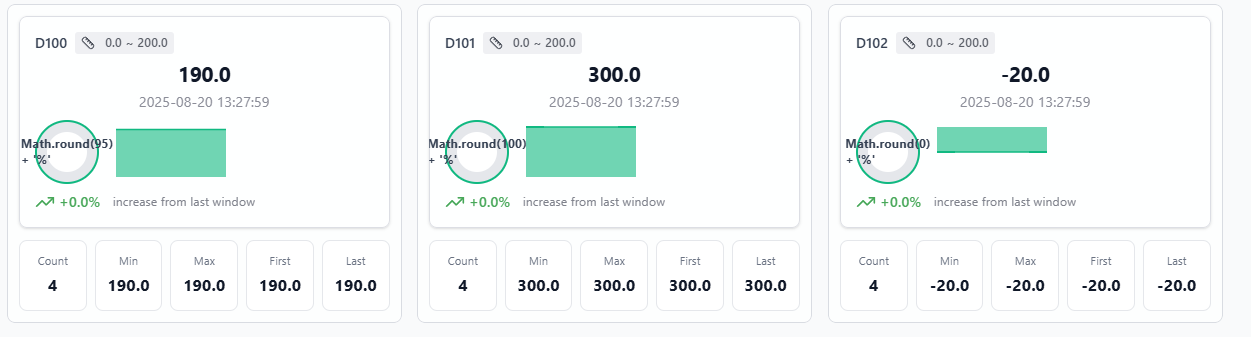 D100 0.0 ~ 200.0
190.0
2025-08-20 13:27:59
Math.round(95)
+ '%'
+0.0% increase from last window
Count Min Max First Last
4 190.0 190.0 190.0 190.0
D101 0.0 ~ 200.0
300.0
2025-08-20 13:27:59
Math.round(100)
+ '%'
+0.0% increase from last window
Count Min Max First Last
4 300.0 300.0 300.0 300.0
D102 0.0 ~ 200.0
-20.0
2025-08-20 13:27:59
Math.round(0)
+ '%'
+0.0% increase from last window
Count Min Max First Last
4 -20.0 -20.0 -20.0 -20.0